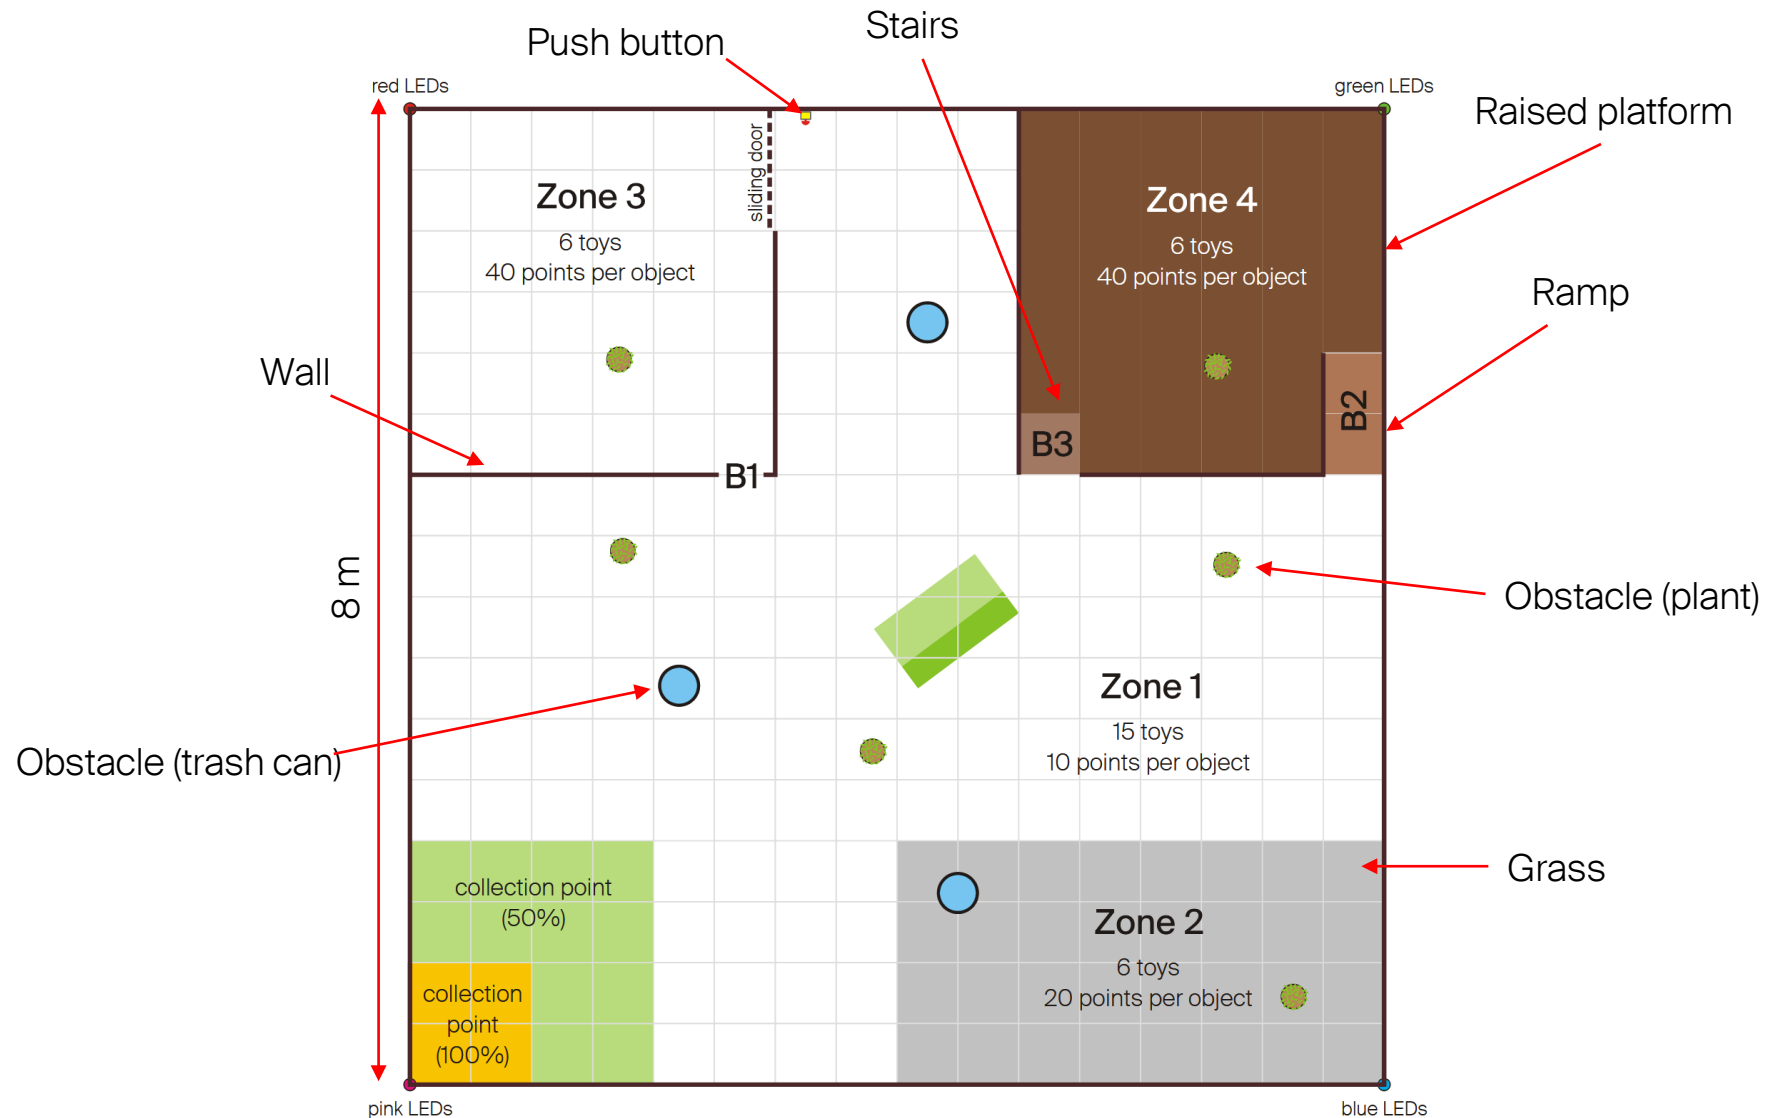 Stairs
Push button
red LEDs
green LEDs
Raised platform
sliding door
Zone 3
6 toys
40 points per object
Zone 4
6 toys
40 points per object
Ramp
Wall
B2
B3
B1
8 m
Obstacle (plant)
Zone 1
15 toys
10 points per object
Obstacle (trash can)
collection point
(50%)
Grass
Zone 2
6 toys
20 points per object
collection
point
(100%)
pink LEDs
blue LEDs